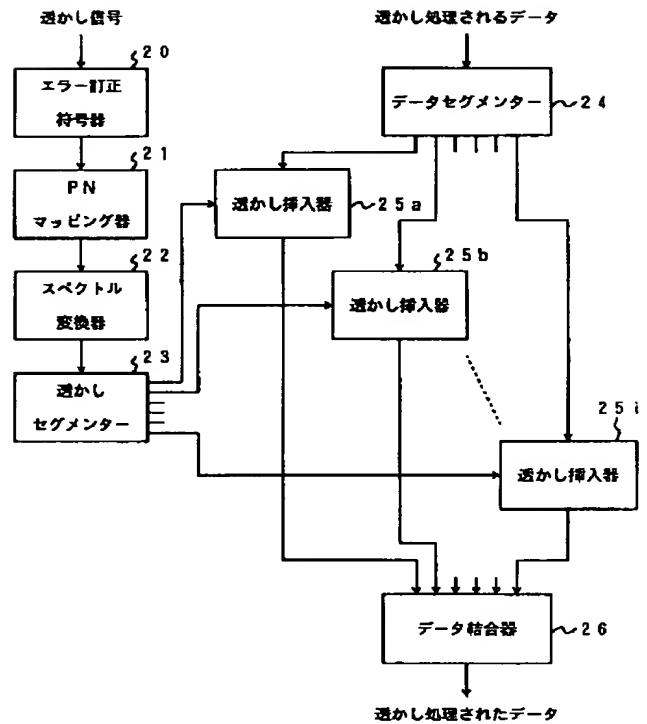 透かし信号
透かし処理されるデータ
20
エラー訂正
符号器
データセグメンター
24
21
PN
マッピング器
透かし挿入器
25a
22
スペクトル
変換器
25b
透かし挿入器
23
透かし
セグメンター
25i
透かし挿入器
データ結合器
26
透かし処理されたデータ